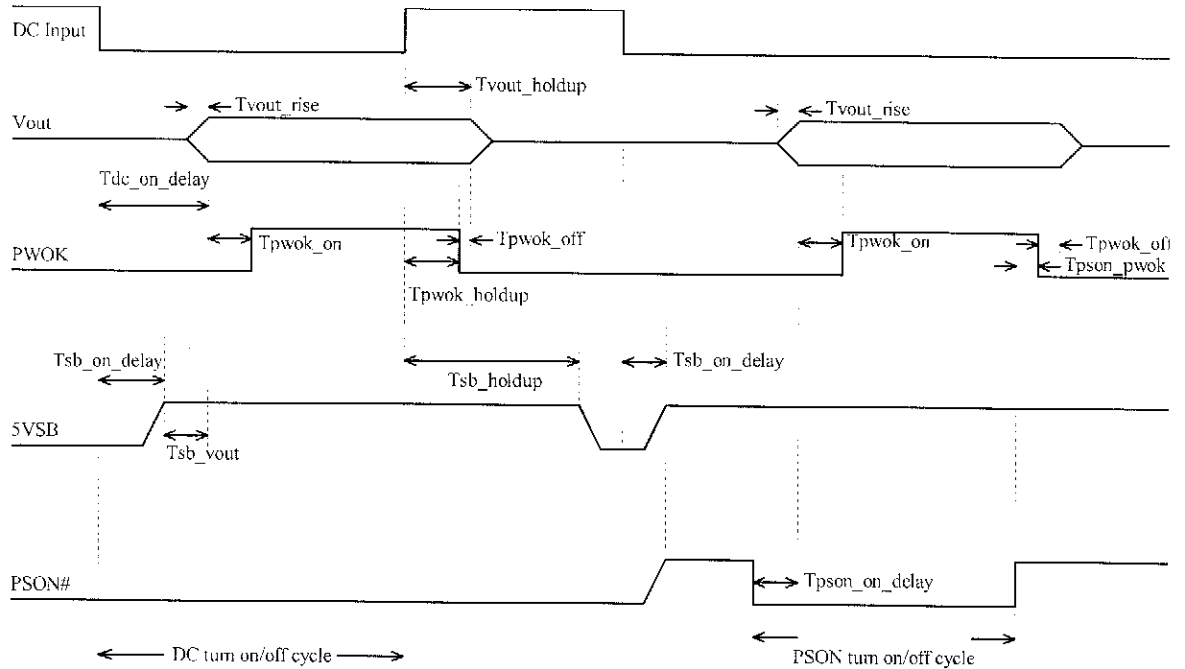 DC Input
Tvout_holdup
Tvout_rise
Tvout_rise
Vout
Tdc_on_delay
Tpwok_on
Tpwok_off
Tpwok_on
Tpwok_off
PWOK
Tpson_pwok
Tpwok_holdup
Tsb_on_delay
Tsb_holdup
Tsb_on_delay
5VSB
Tsb_vout
PSON#
Tpson_on_delay
DC turn on/off cycle
PSON turn on/off cycle